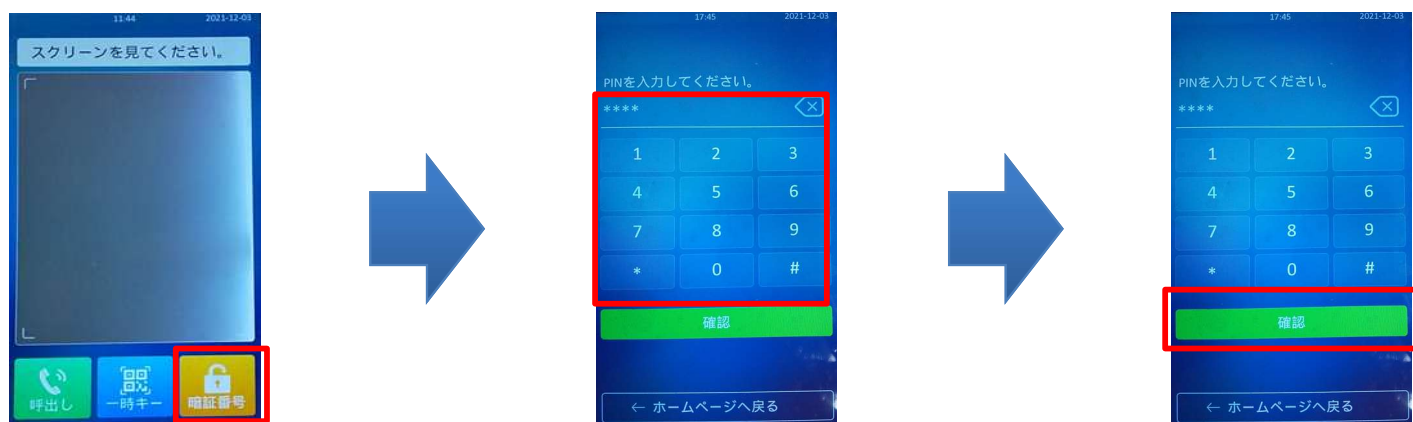 11:44 2021-12-03
スクリーンを見てください。
呼出し 一時キー 暗証番号
17:45 2021-12-03
PINを入力してください。
****
1 2 3
4 5 6
7 8 9
* 0 #
確認
← ホームページへ戻る
17:45 2021-12-03
PINを入力してください。
****
1 2 3
4 5 6
7 8 9
* 0 #
確認
← ホームページへ戻る